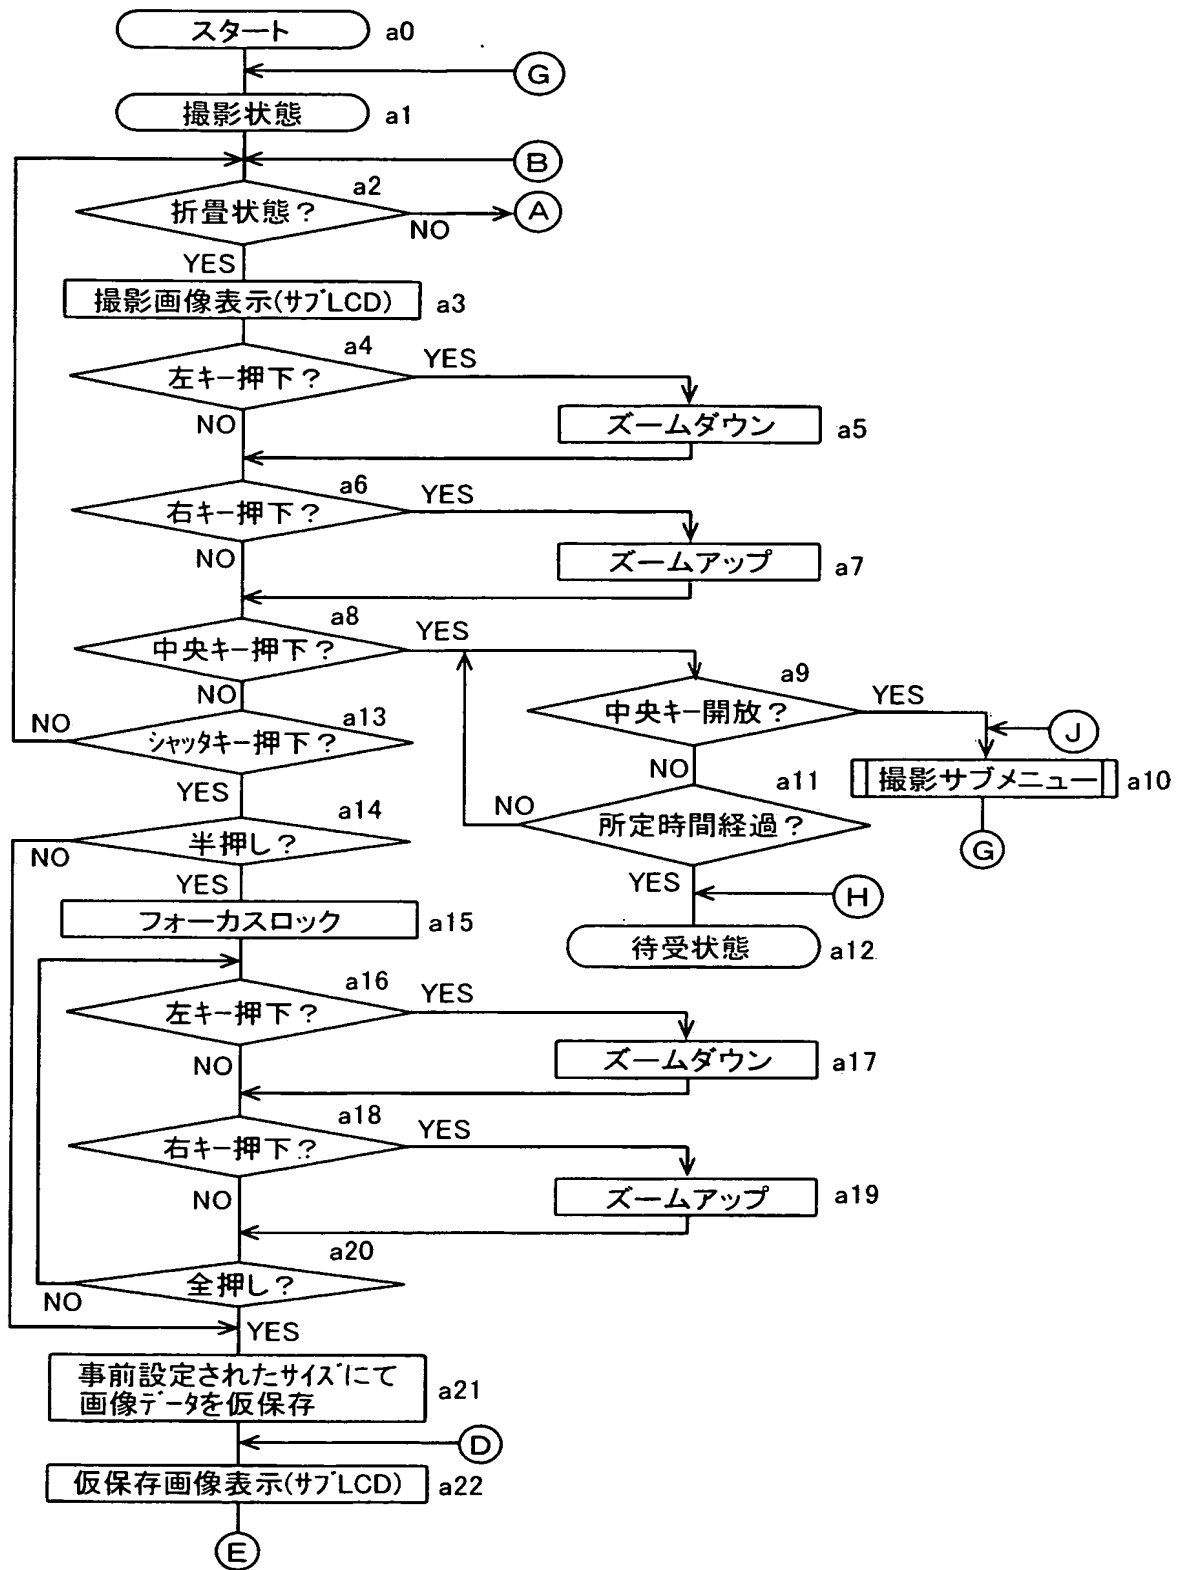 スタート a0
G
撮影状態 a1
B
a2
折畳状態? NO A
YES
撮影画像表示(サブLCD) a3
a4
左キー押下? YES
NO
ズームダウン a5
a6
右キー押下? YES
NO
ズームアップ a7
a8
中央キー押下? YES
NO
a9
中央キー開放? YES
J
撮影サブメニュー a10
G
NO
a11
所定時間経過? NO
YES
H
待受状態 a12
a13
シャッタキー押下? NO
YES
a14
半押し? NO
YES
フォーカスロック a15
a16
左キー押下? YES
NO
ズームダウン a17
a18
右キー押下? YES
NO
ズームアップ a19
a20
全押し? NO
YES
事前設定されたサイズにて
画像データを仮保存 a21
D
仮保存画像表示(サブLCD) a22
E